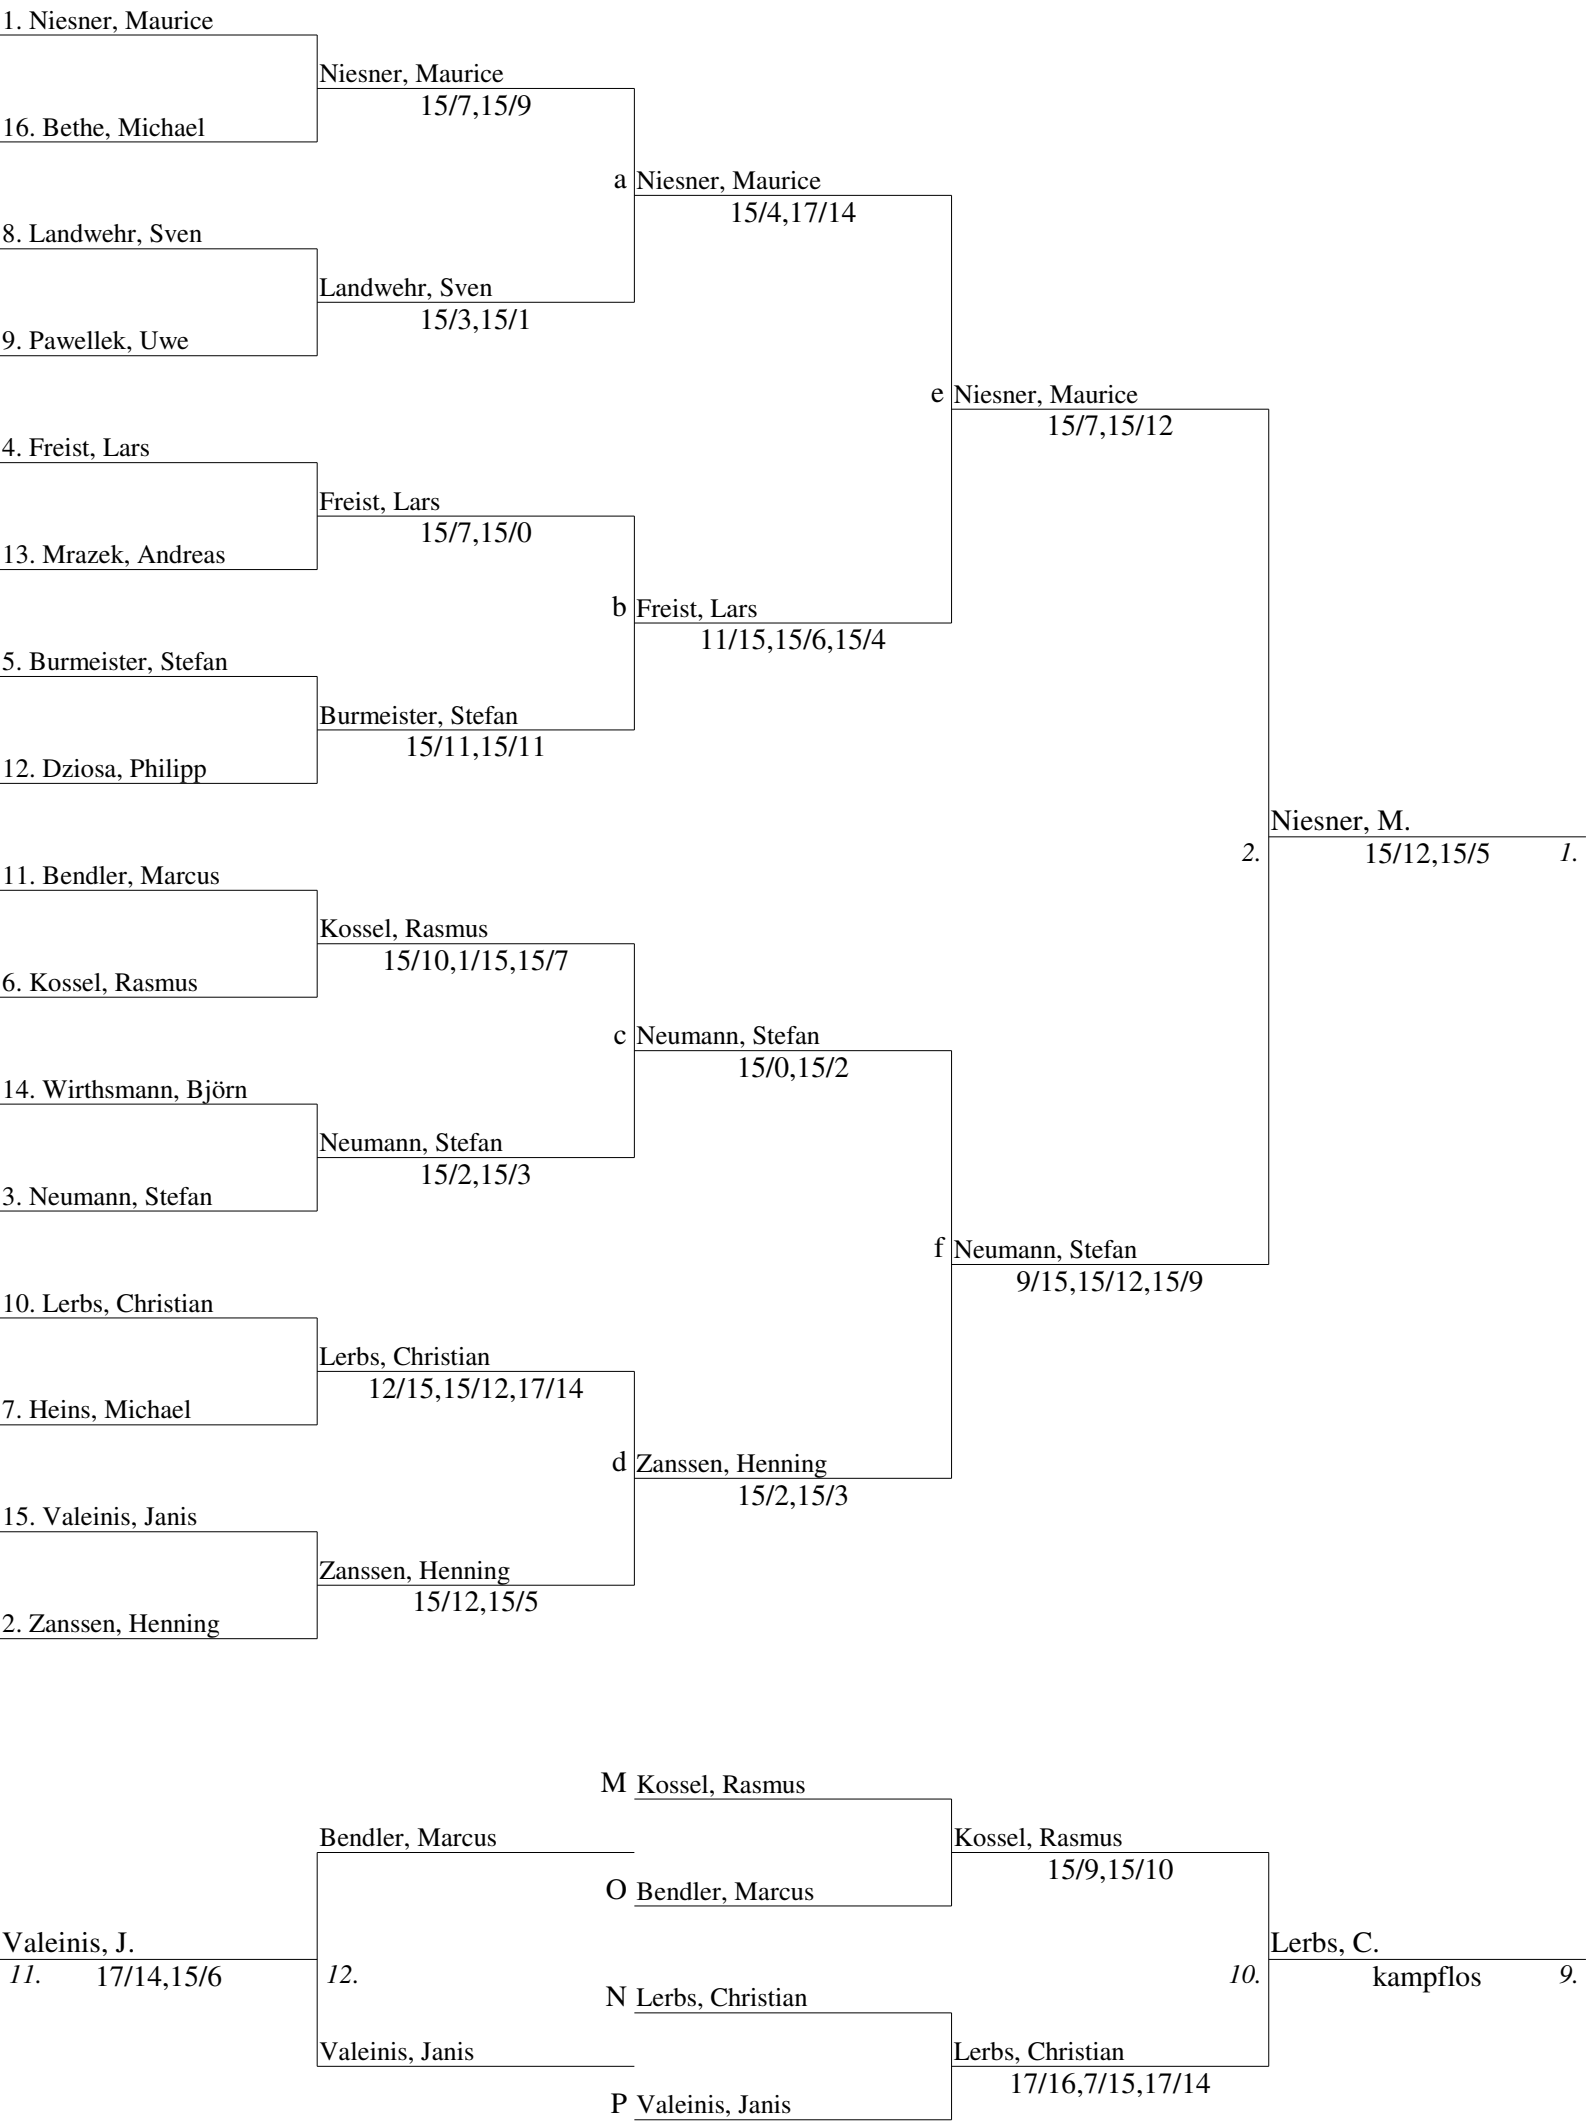 1. Niesner, Maurice
Niesner, Maurice
15/7,15/9
16. Bethe, Michael
a Niesner, Maurice
15/4,17/14
8. Landwehr, Sven
Landwehr, Sven
15/3,15/1
9. Pawellek, Uwe
e Niesner, Maurice
15/7,15/12
4. Freist, Lars
Freist, Lars
15/7,15/0
13. Mrazek, Andreas
b Freist, Lars
11/15,15/6,15/4
5. Burmeister, Stefan
Burmeister, Stefan
15/11,15/11
12. Dziosa, Philipp
Niesner, M.
2. 15/12,15/5 1.
11. Bendler, Marcus
Kossel, Rasmus
15/10,1/15,15/7
6. Kossel, Rasmus
c Neumann, Stefan
15/0,15/2
14. Wirthsmann, Björn
Neumann, Stefan
15/2,15/3
3. Neumann, Stefan
f Neumann, Stefan
9/15,15/12,15/9
10. Lerbs, Christian
Lerbs, Christian
12/15,15/12,17/14
7. Heins, Michael
d Zanssen, Henning
15/2,15/3
15. Valeinis, Janis
Zanssen, Henning
15/12,15/5
2. Zanssen, Henning
M Kossel, Rasmus
Bendler, Marcus
Kossel, Rasmus
15/9,15/10
O Bendler, Marcus
Valeinis, J.
Lerbs, C.
11. 17/14,15/6 12.
10. kampflos 9.
N Lerbs, Christian
Valeinis, Janis
Lerbs, Christian
17/16,7/15,17/14
P Valeinis, Janis